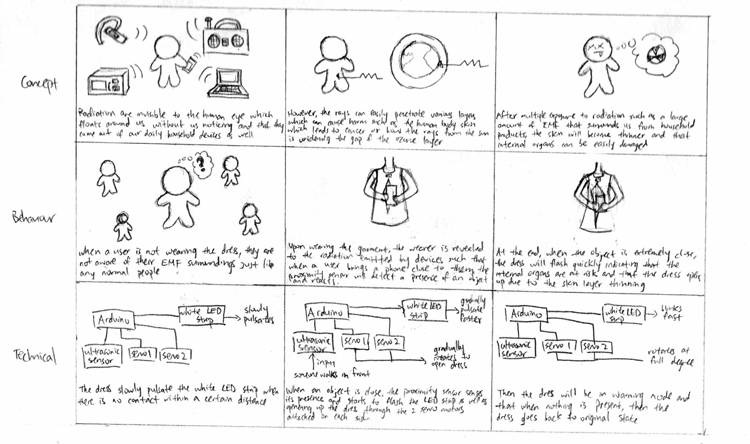 Concept
Radiation are invisible to the human eye which
floats around us without us noticing and that they
come out of our daily household devices as well
However, the rays can easily penetrate various layers
which can cause harm such as the human body skin
which leads to cancer or how the rays from the sun
is widening the gap of the ozone layer
After multiple exposure to radiation such as a large
amount of EMF that surrounds us from household
products, the skin will become thinner and that
internal organs can be easily damaged
Behaviour
?
when a user is not wearing the dress, they are
not aware of their EMF surroundings just like
any normal people
Upon wearing the garment, the wearer is revealed
to the radiation emitted by devices such that
when a user brings a phone close to the
proximity sensor will detect a presence of an object
and reacts.
At the end, when the object is extremely close,
the dress will flash quickly indicating that the
internal organs are at risk and that the dress opens
up due to the skin layer thinning
Technical
Arduino
white LED
strip
slowly
pulsates
ultrasonic
sensor
servo 1
servo 2
The dress slowly pulsate the white LED strip when
there is no contact within a certain distance
Arduino
white LED
strip
gradually
pulsate
faster
ultrasonic
sensor
servo 1
servo 2
input
someone walks in front
gradually
rotates to
open dress
When an object is close, the proximity sensor senses
its presence and starts to flash the LED strip as well as
opening up the dress through the 2 servo motors
attached on each side
Arduino
white LED
strip
blinks
fast
ultrasonic
sensor
servo 1
servo 2
rotates at
full degree
Then the dress will be in warning mode and
that when nothing is present, then the
dress goes back to original state